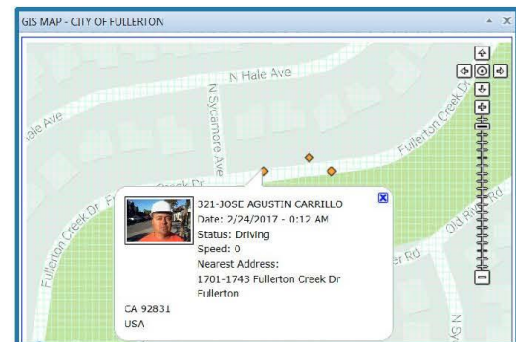 GIS MAP - CITY OF FULLERTON
N Hale Ave
N Sycamore Ave
Fullerton Creek Dr
Fullerton Creek Dr
321-JOSE AGUSTIN CARRILLO
Date: 2/24/2017 - 0:12 AM
Status: Driving
Speed: 0
Nearest Address:
1701-1743 Fullerton Creek Dr
Fullerton
CA 92831
USA
Old River Rd